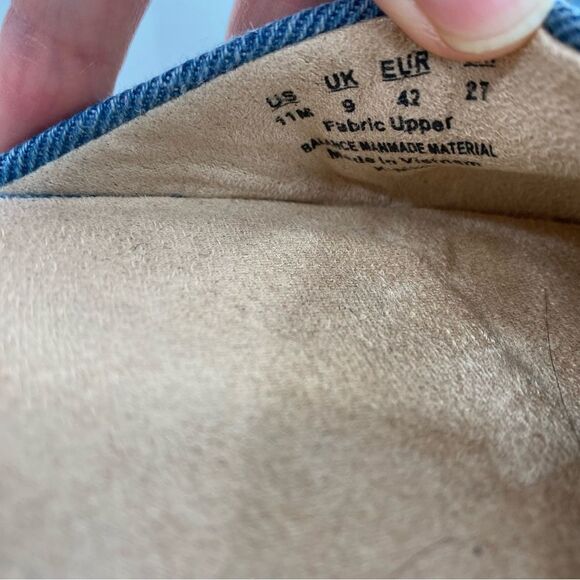 US UK EUR
11M 9 42 27
Fabric Upper
BALANCE MANMADE MATERIAL
Made in Vietnam